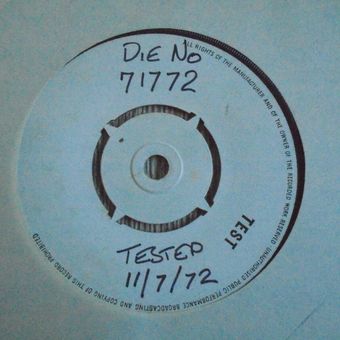 DIE NO
71772
ALL RIGHTS OF THE MANUFACTURER AND OF THE OWNER OF THE RECORDED WORK RESERVED. UNAUTHORISED PUBLIC PERFORMANCE BROADCASTING AND COPYING OF THIS RECORD PROHIBITED
TEST
TESTED
11/7/72